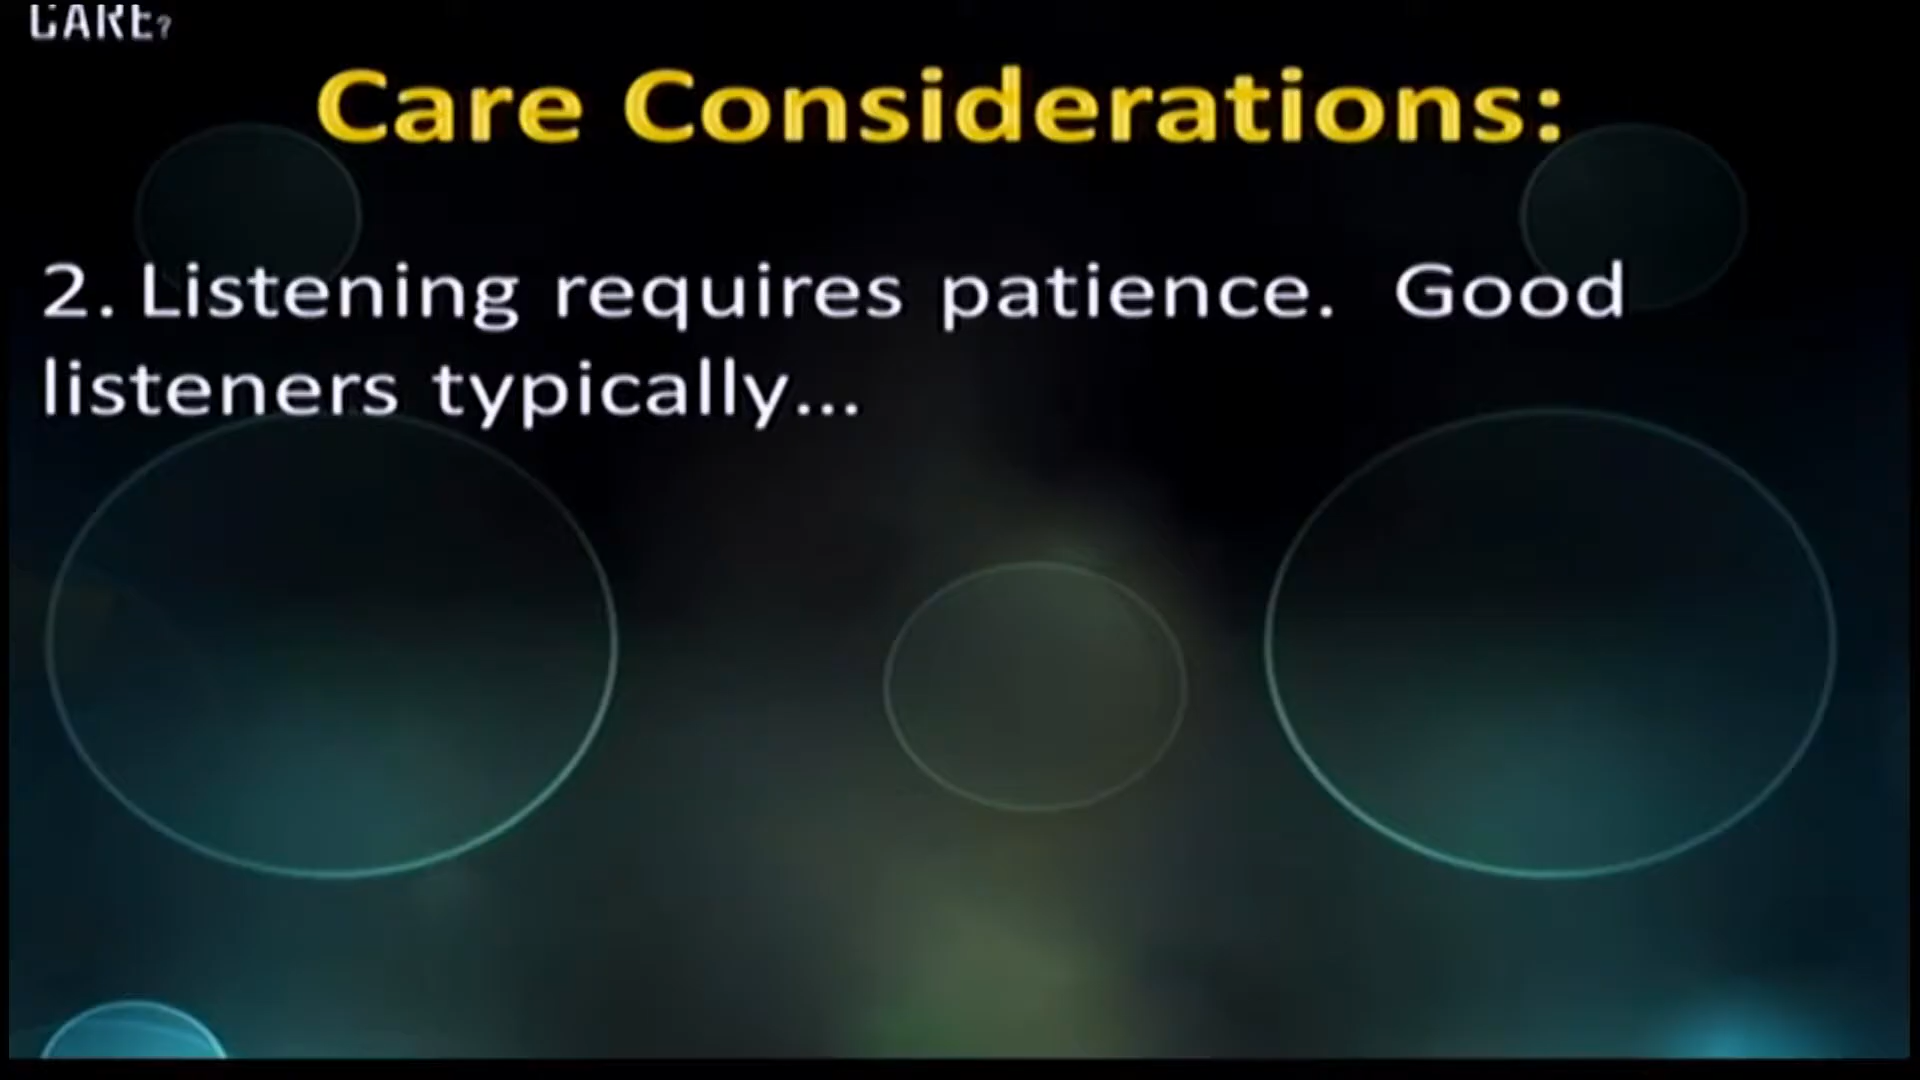 CARE?
Care Considerations:
2. Listening requires patience.  Good
listeners typically...